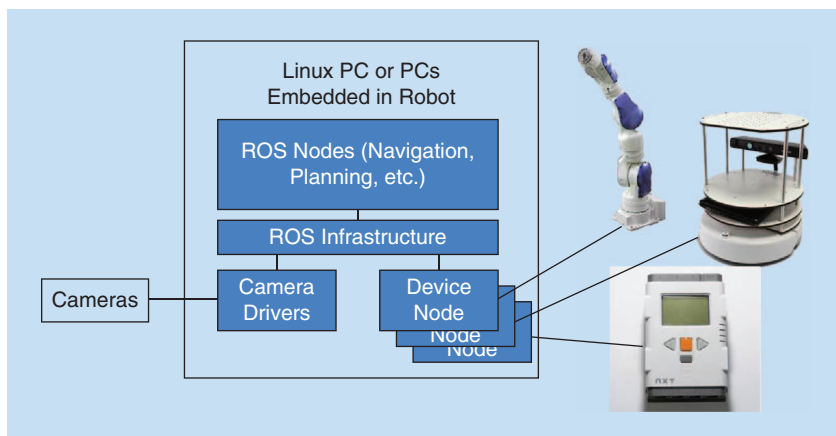 Linux PC or PCs
Embedded in Robot
ROS Nodes (Navigation,
Planning, etc.)
ROS Infrastructure
Cameras
Camera
Drivers
Device
Node
Node
Node
NXT